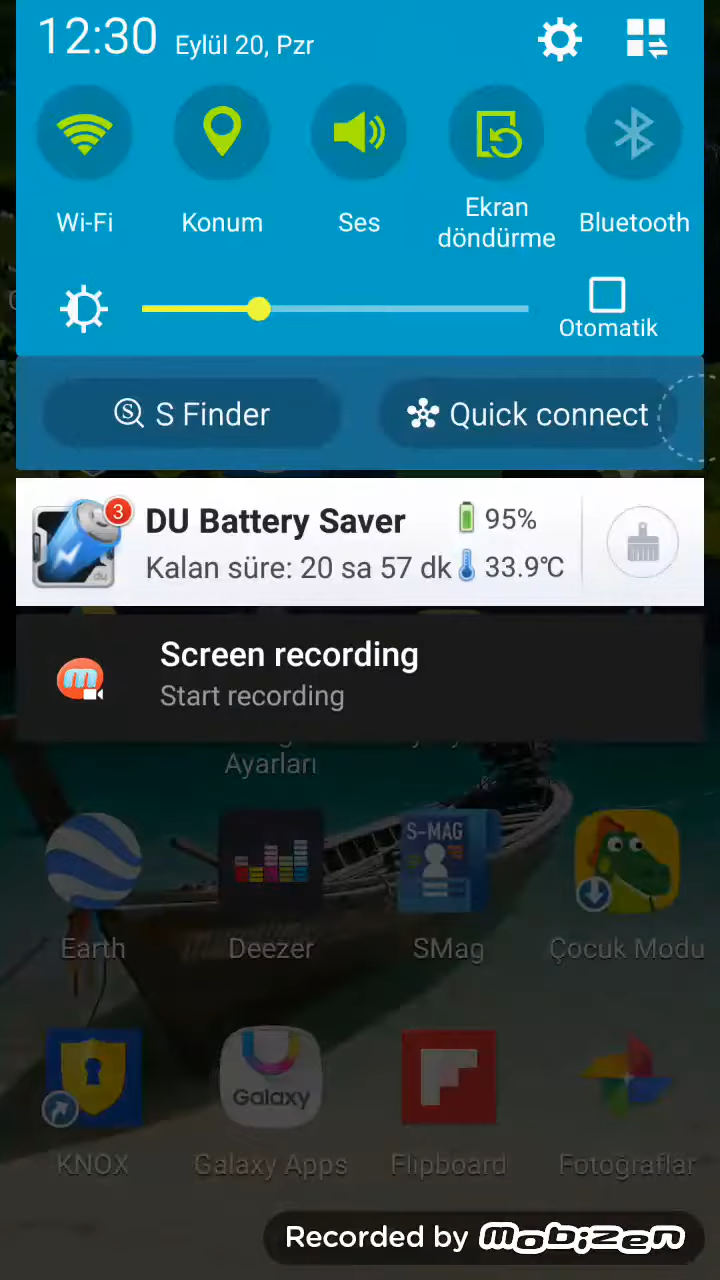 12:30 Eylül 20, Pzr
Wi-Fi Konum Ses Ekran döndürme Bluetooth
Otomatik
S Finder Quick connect
3 DU Battery Saver 95%
du Kalan süre: 20 sa 57 dk 33.9℃
m Screen recording
Start recording
Ayarları
S-MAG
Earth Deezer SMag Çocuk Modu
Galaxy
KNOX Galaxy Apps Flipboard Fotoğraflar
Recorded by mobizen